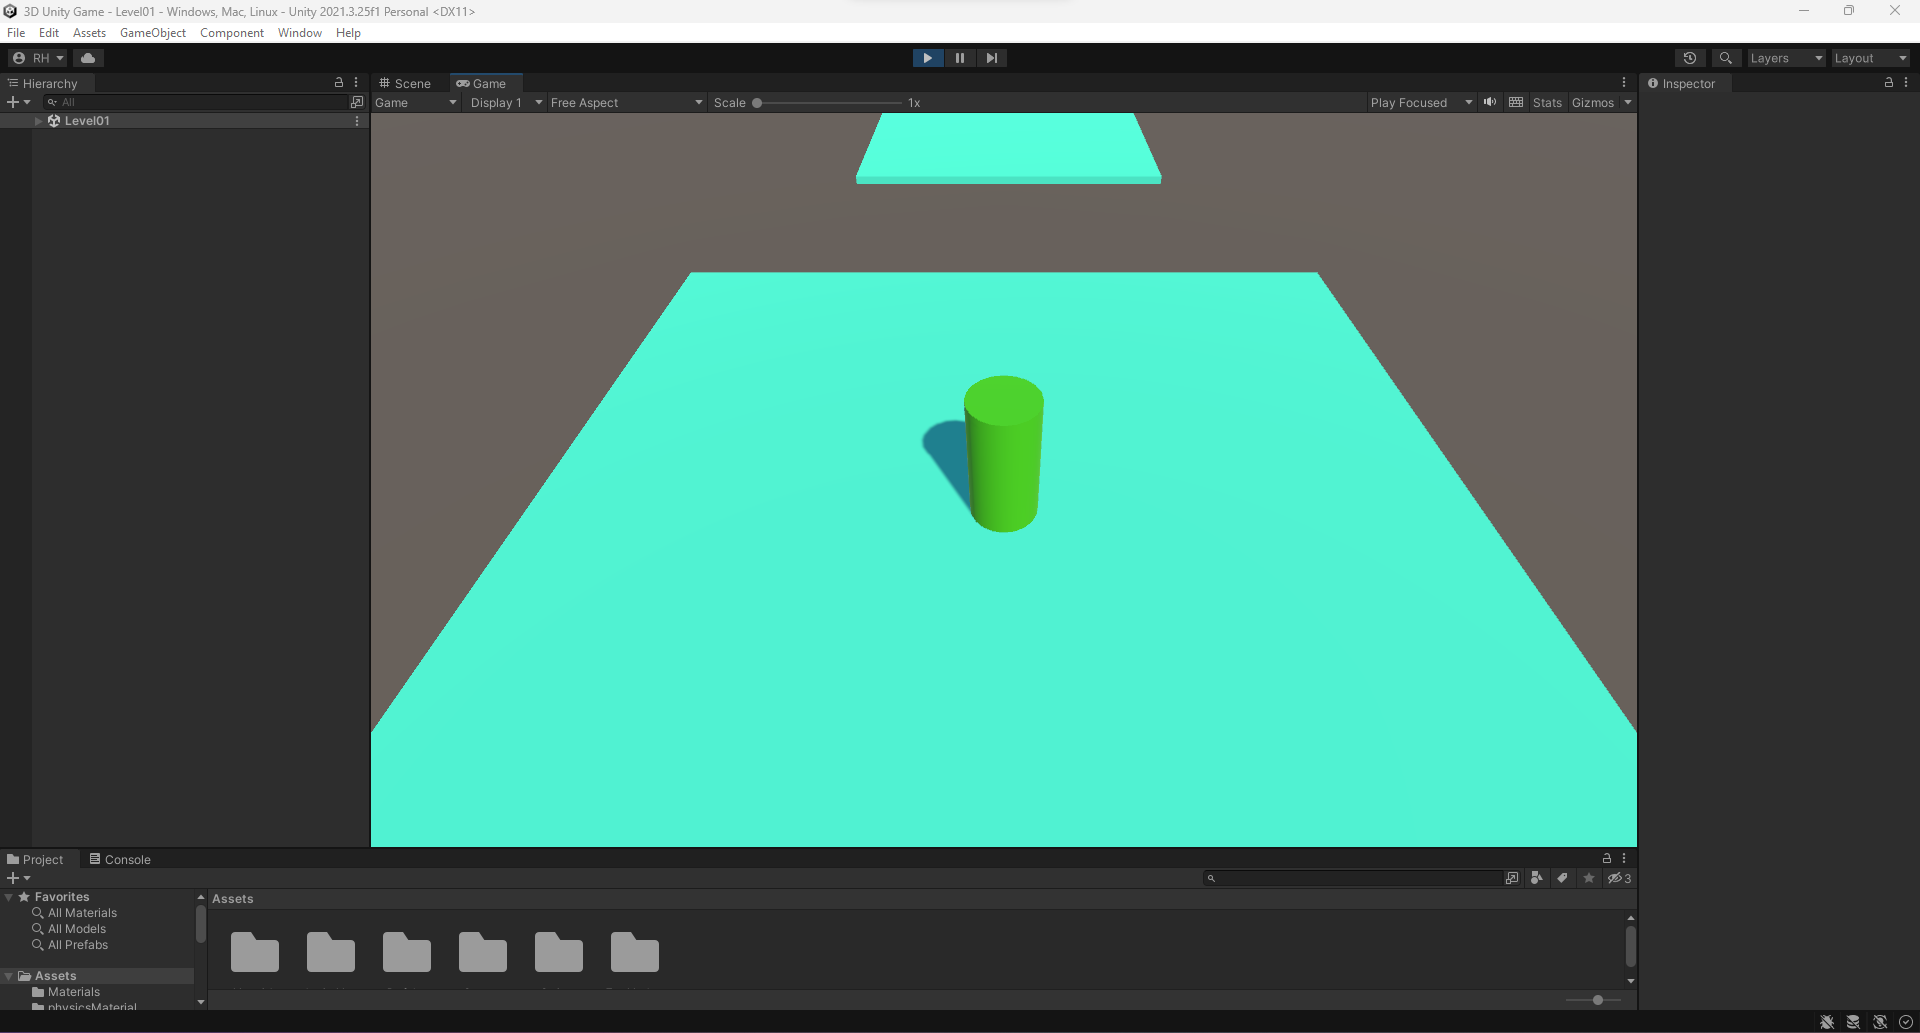 3D Unity Game - Level01 - Windows, Mac, Linux - Unity 2021.3.25f1 Personal <DX11>
File Edit Assets GameObject Component Window Help
RH Layers Layout
Hierarchy Scene Game Inspector
All Game Display 1 Free Aspect Scale 1x Play Focused Stats Gizmos
Level01
Project Console
3
Favorites Assets
All Materials
All Models
All Prefabs
Assets
Materials
physicsMaterial